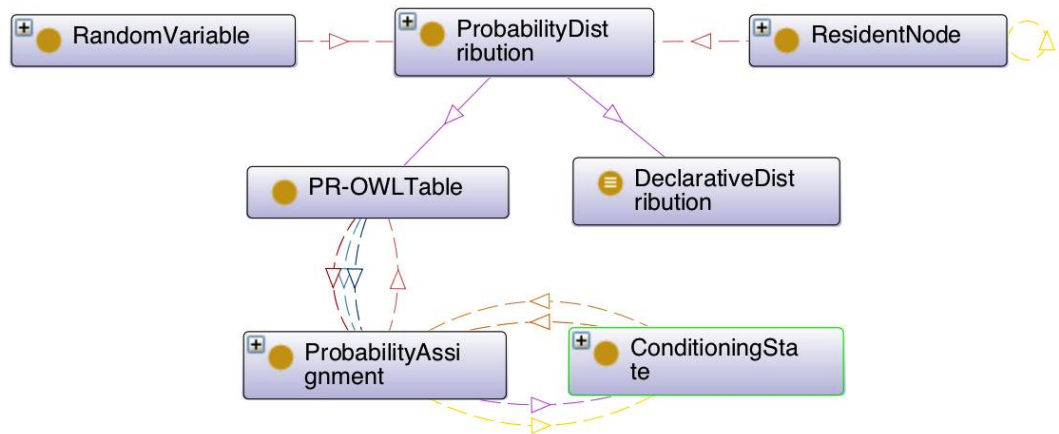 RandomVariable
ProbabilityDist
ribution
ResidentNode
PR-OWLTable
DeclarativeDist
ribution
ProbabilityAssi
gnment
ConditioningSta
te